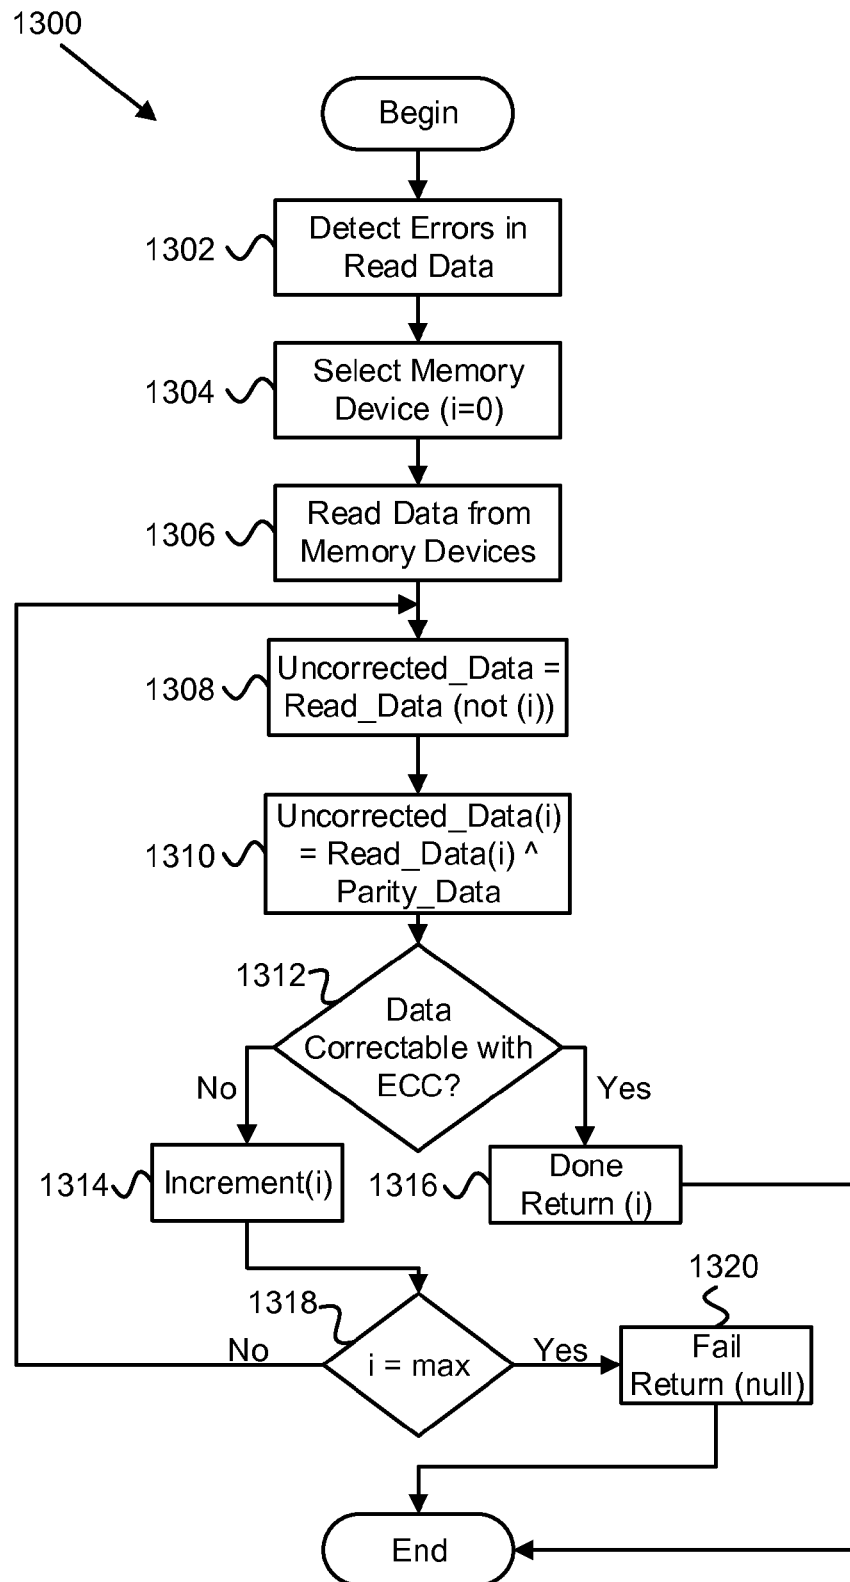 1300
Begin
1302
Detect Errors in
Read Data
1304
Select Memory
Device (i=0)
1306
Read Data from
Memory Devices
1308
Uncorrected_Data =
Read_Data (not (i))
1310
Uncorrected_Data(i)
= Read_Data(i) ^
Parity_Data
1312
Data
Correctable with
ECC?
No
Yes
1314
Increment(i)
1316
Done
Return (i)
1318
i = max
No
Yes
1320
Fail
Return (null)
End